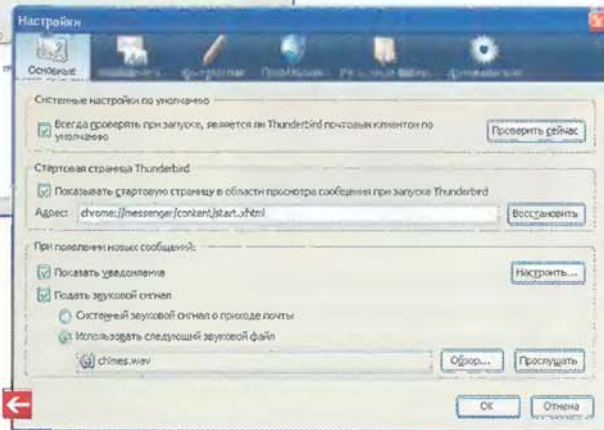 Настройки
Основные
Системные настройки по умолчанию
Всегда проверять при запуске, является ли Thunderbird почтовым клиентом по
умолчанию
Проверить сейчас
Стартовая страница Thunderbird
Показывать стартовую страницу в области просмотра сообщения при запуске Thunderbird
Адрес: chrome://messenger/content/start.xhtml
Восстановить
При появлении новых сообщений:
Показать уведомление
Настроить...
Подать звуковой сигнал
Системный звуковой сигнал о приходе почты
Использовать следующий звуковой файл
chimes.wav
Обзор...
Прослушать
ОК
Отмена